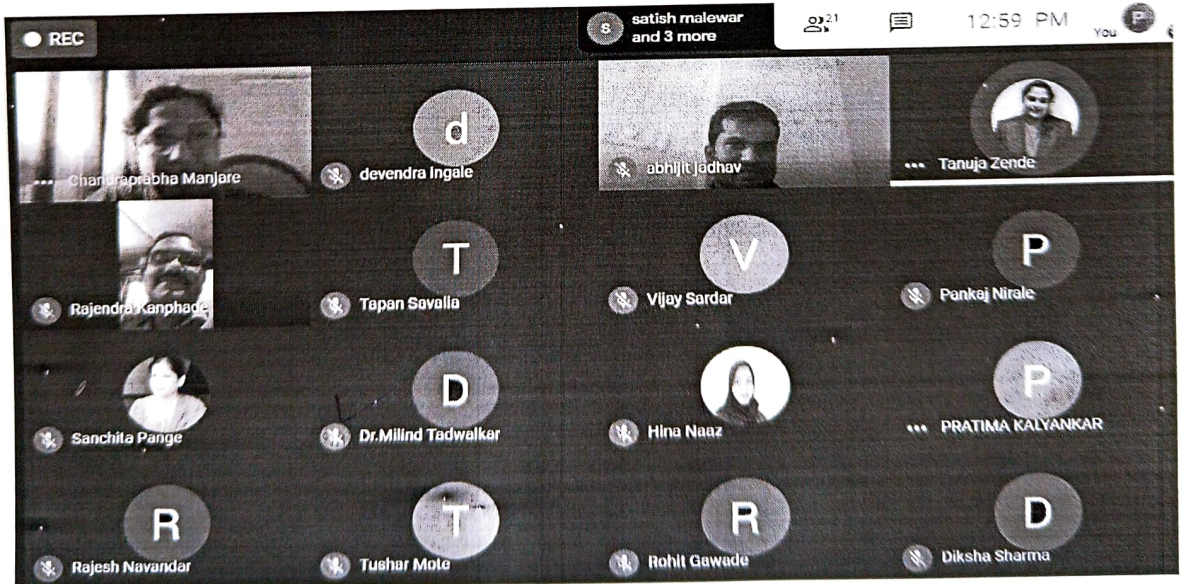 REC
satish malewar
and 3 more
21
12:59 PM
You
P
S
Chandraprabha Manjare
d
devendra Ingale
abhijit jadhav
Tanuja Zende
Rajendra Kanphade
T
Tapan Savalia
V
Vijay Sardar
P
Pankaj Nirale
Sanchita Pange
D
Dr.Milind Tadwalkar
Hina Naaz
P
PRATIMA KALYANKAR
R
Rajesh Navandar
T
Tushar Mote
R
Rohit Gawade
D
Diksha Sharma